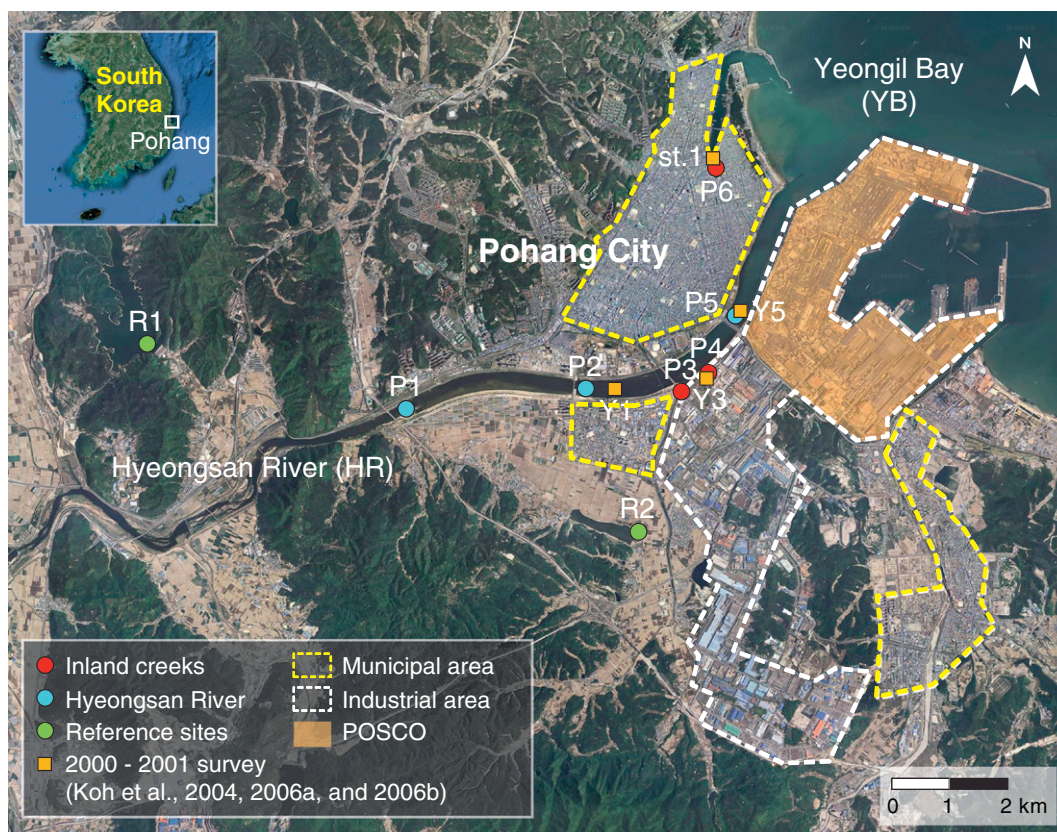 South
Korea
Pohang
Yeongil Bay
(YB)
N
st.1
P6
Pohang City
R1
P5
Y5
P4
P2
P3
P1
Y1
Y3
Hyeongsan River (HR)
R2
Inland creeks
Hyeongsan River
Reference sites
2000 - 2001 survey
(Koh et al., 2004, 2006a, and 2006b)
Municipal area
Industrial area
POSCO
0 1 2 km